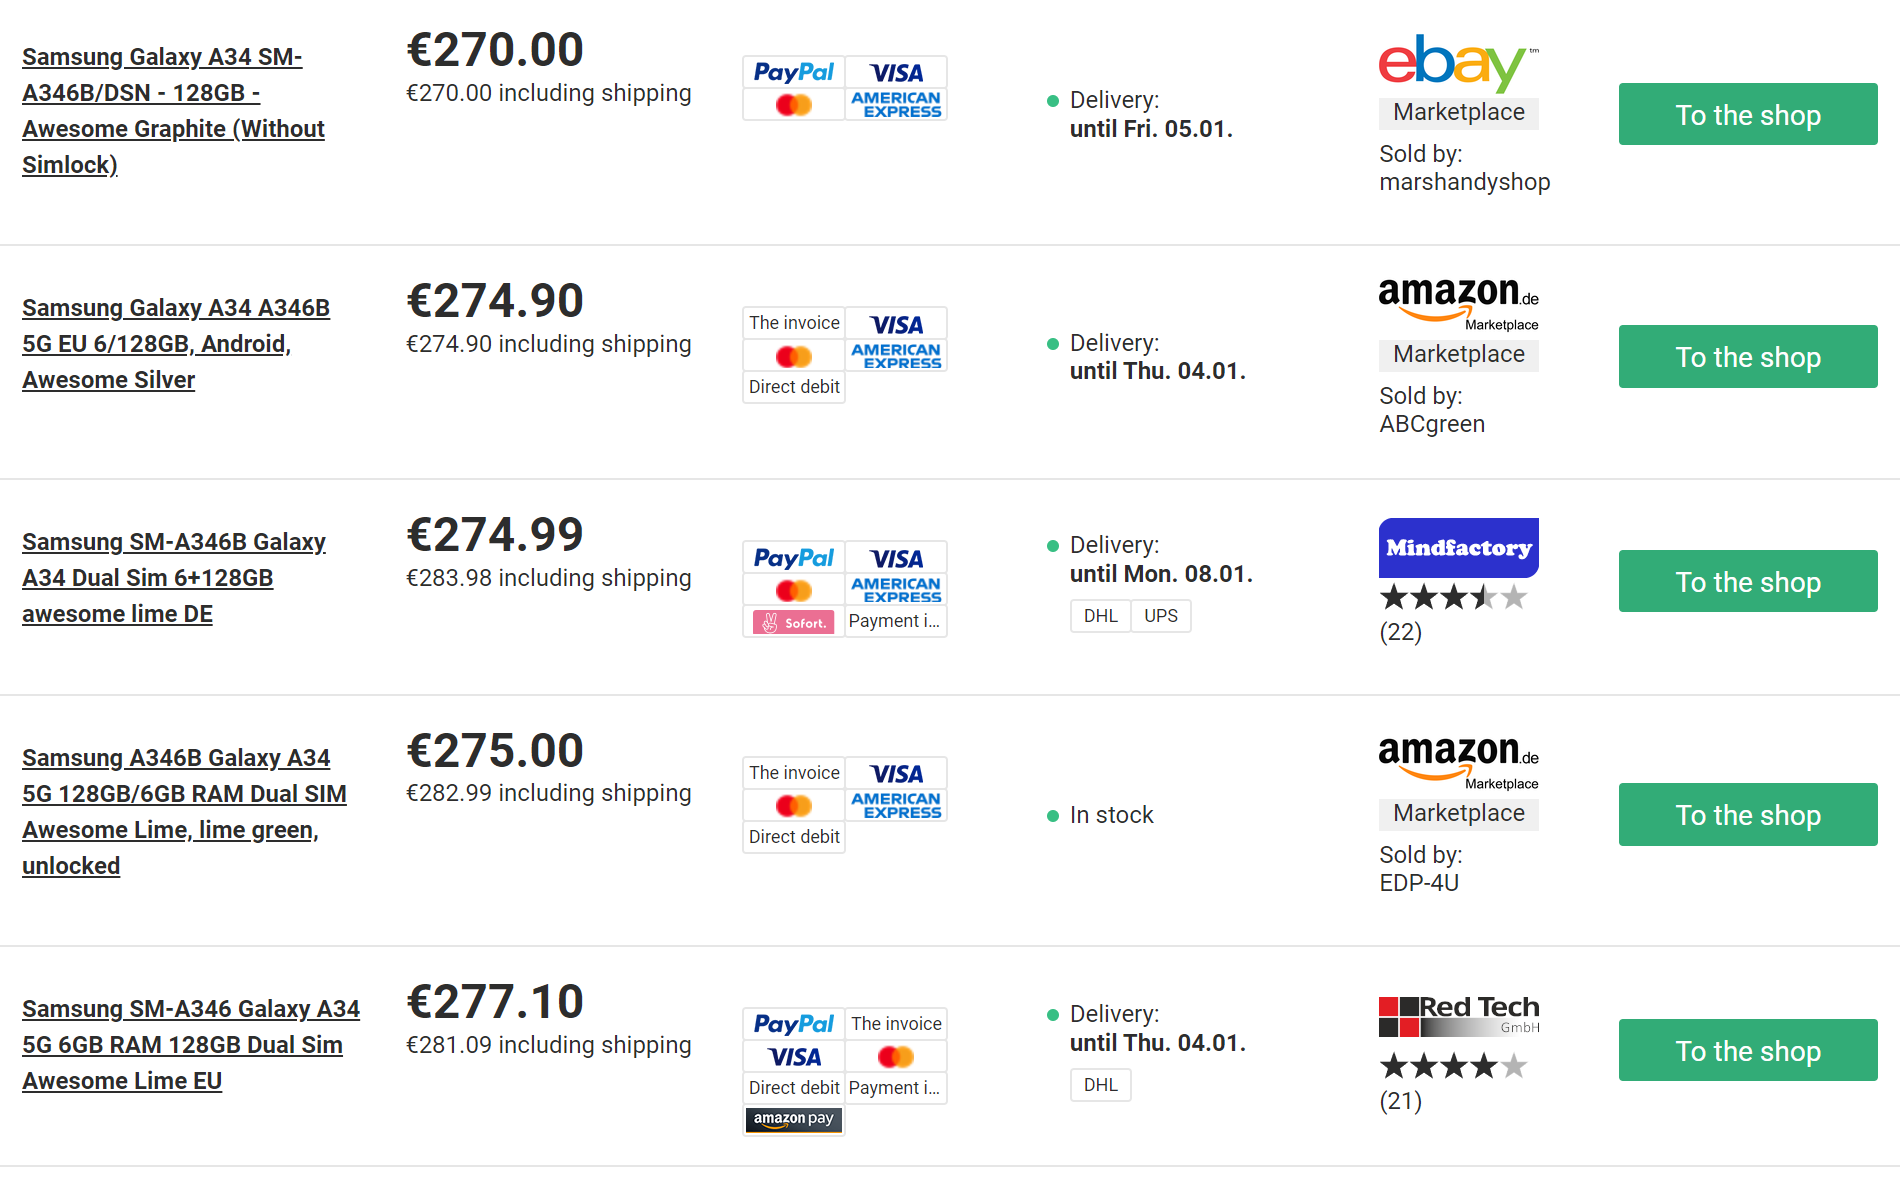 Samsung Galaxy A34 SM-
A346B/DSN - 128GB -
Awesome Graphite (Without
Simlock)
€270.00
€270.00 including shipping
PayPal VISA
AMERICAN
EXPRESS
Delivery:
until Fri. 05.01.
ebay™
Marketplace
Sold by:
marshandyshop
To the shop
Samsung Galaxy A34 A346B
5G EU 6/128GB, Android,
Awesome Silver
€274.90
€274.90 including shipping
The invoice VISA
AMERICAN
EXPRESS
Direct debit
Delivery:
until Thu. 04.01.
amazon.de
Marketplace
Marketplace
Sold by:
ABCgreen
To the shop
Samsung SM-A346B Galaxy
A34 Dual Sim 6+128GB
awesome lime DE
€274.99
€283.98 including shipping
PayPal VISA
AMERICAN
EXPRESS
Sofort. Payment i...
Delivery:
until Mon. 08.01.
DHL UPS
Mindfactory
(22)
To the shop
Samsung A346B Galaxy A34
5G 128GB/6GB RAM Dual SIM
Awesome Lime, lime green,
unlocked
€275.00
€282.99 including shipping
The invoice VISA
AMERICAN
EXPRESS
Direct debit
In stock
amazon.de
Marketplace
Marketplace
Sold by:
EDP-4U
To the shop
Samsung SM-A346 Galaxy A34
5G 6GB RAM 128GB Dual Sim
Awesome Lime EU
€277.10
€281.09 including shipping
PayPal The invoice
VISA
Direct debit Payment i...
amazon pay
Delivery:
until Thu. 04.01.
DHL
Red Tech
GmbH
(21)
To the shop